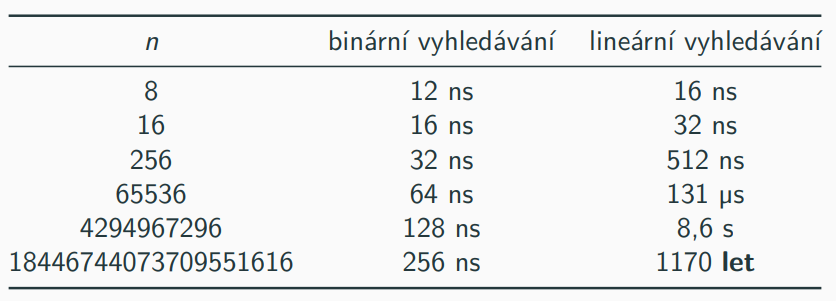 n binární vyhledávání lineární vyhledávání
8 12 ns 16 ns
16 16 ns 32 ns
256 32 ns 512 ns
65536 64 ns 131 µs
4294967296 128 ns 8,6 s
18446744073709551616 256 ns 1170 let